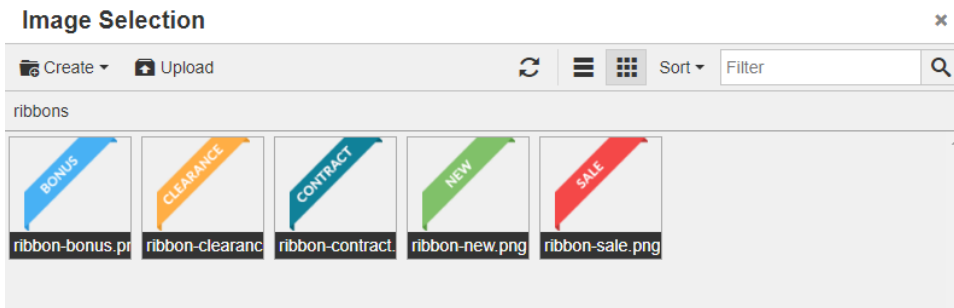 Image Selection ×
Create Upload Sort Filter
ribbons
BONUS CLEARANCE CONTRACT NEW SALE
ribbon-bonus.pr ribbon-clearanc ribbon-contract. ribbon-new.png ribbon-sale.png